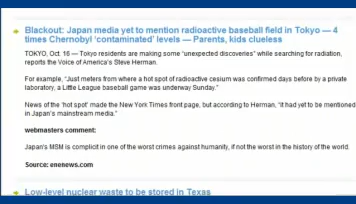 Blackout: Japan media yet to mention radioactive baseball field in Tokyo — 4
times Chernobyl 'contaminated' levels — Parents, kids clueless
TOKYO, Oct. 16 — Tokyo residents are making some "unexpected discoveries" while searching for radiation,
reports the Voice of America's Steve Herman.
For example, "Just meters from where a hot spot of radioactive cesium was confirmed days before by a private
laboratory, a Little League baseball game was underway Sunday."
News of the 'hot spot' made the New York Times front page, but according to Herman, "it had yet to be mentioned
in Japan's mainstream media."
webmasters comment:
Japan's MSM is complicit in one of the worst crimes against humanity, if not the worst in the history of the world.
Source: enenews.com
Low-level nuclear waste to be stored in Texas